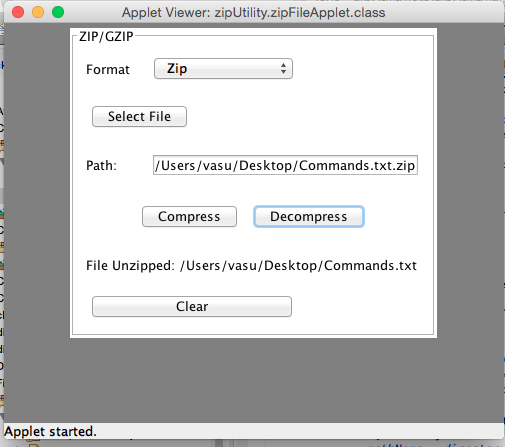 Applet Viewer: zipUtility.zipFileApplet.class
ZIP/GZIP
Format Zip
Select File
Path: /Users/vasu/Desktop/Commands.txt.zip
Compress Decompress
File Unzipped: /Users/vasu/Desktop/Commands.txt
Clear
Applet started.